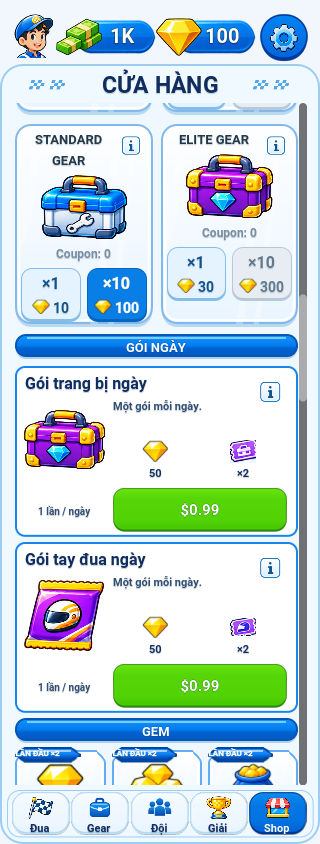 1K
100
CỬA HÀNG
STANDARD
GEAR
i
Coupon: 0
×1
10
×10
100
ELITE GEAR
i
Coupon: 0
×1
30
×10
300
GÓI NGÀY
Gói trang bị ngày
i
Một gói mỗi ngày.
50
×2
1 lần / ngày
$0.99
Gói tay đua ngày
i
Một gói mỗi ngày.
50
×2
1 lần / ngày
$0.99
GEM
LẦN ĐẦU ×2
LẦN ĐẦU ×2
LẦN ĐẦU ×2
Đua
Gear
Đội
Giải
Shop